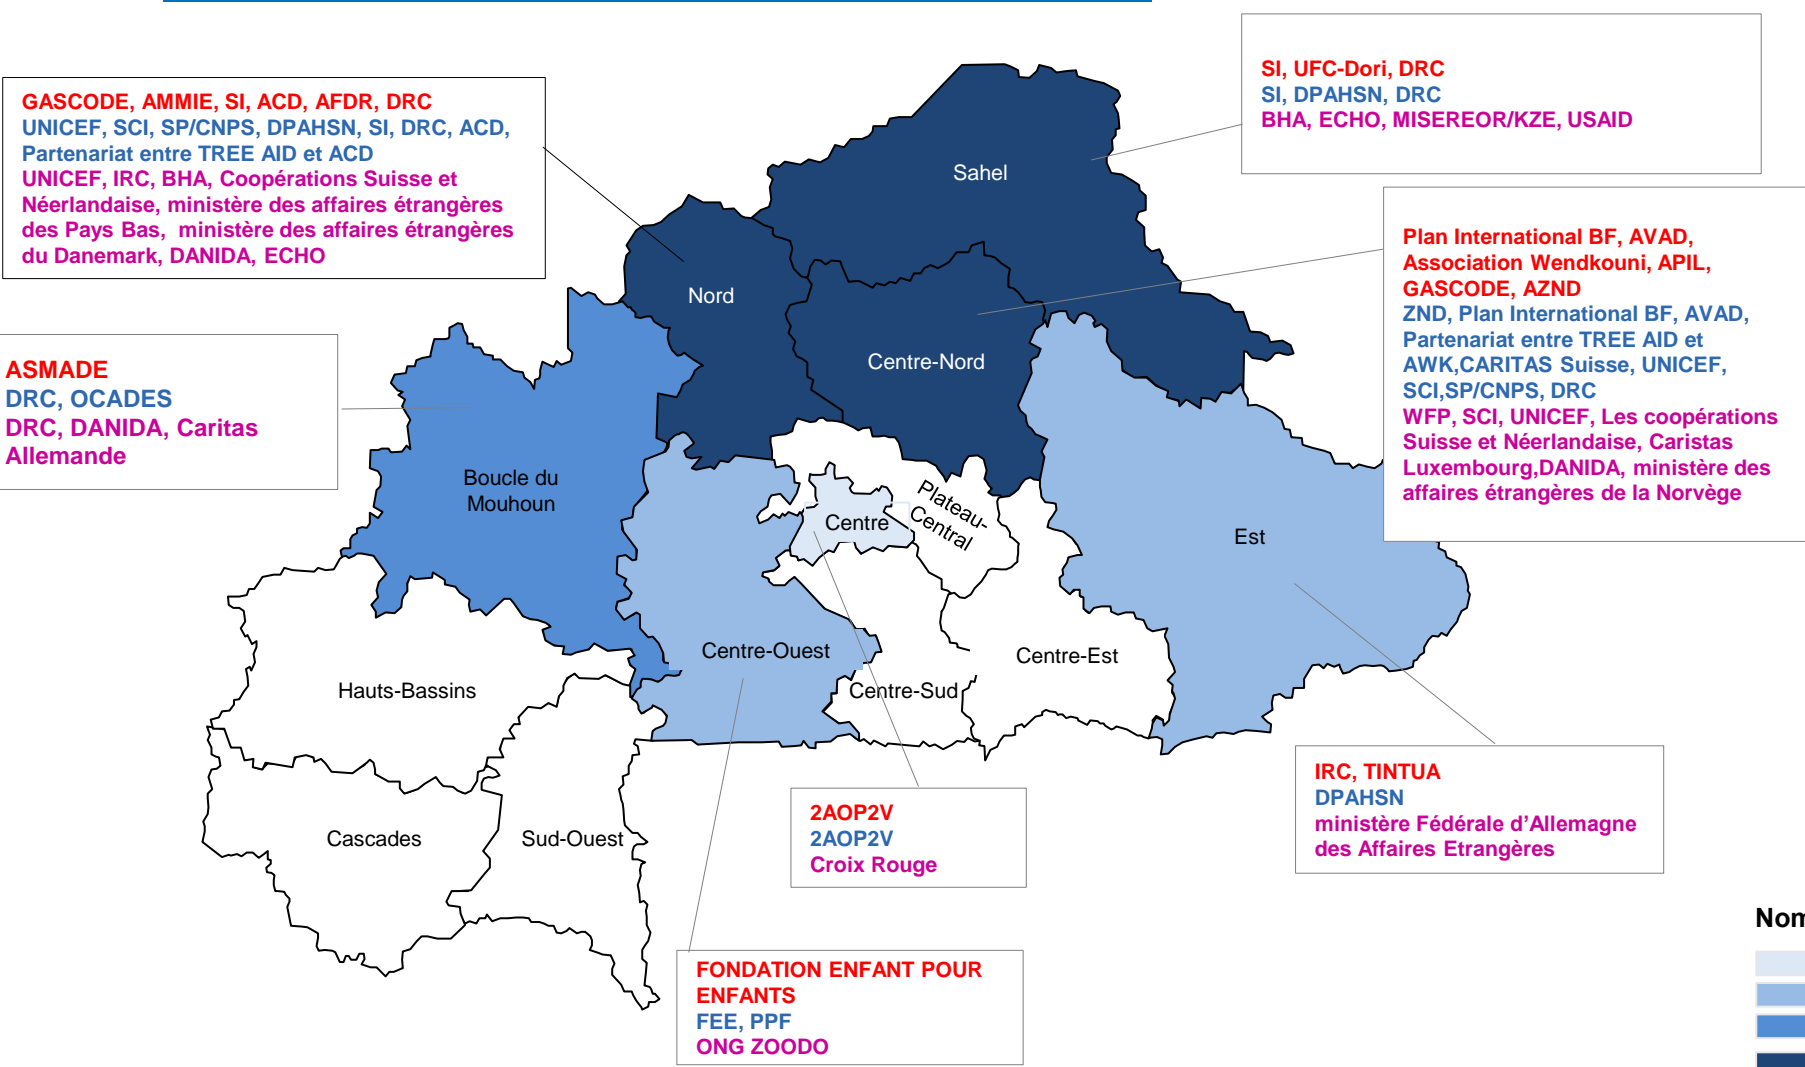 SI, UFC-Dori, DRC
SI, DPAHSN, DRC
BHA, ECHO, MISEREOR/KZE, USAID
GASCODE, AMMIE, SI, ACD, AFDR, DRC
UNICEF, SCI, SP/CNPS, DPAHSN, SI, DRC, ACD,
Partenariat entre TREE AID et ACD
UNICEF, IRC, BHA, Coopérations Suisse et
Néerlandaise, ministère des affaires étrangères
des Pays Bas, ministère des affaires étrangères
du Danemark, DANIDA, ECHO
Plan International BF, AVAD,
Association Wendkouni, APIL,
GASCODE, AZND
ZND, Plan International BF, AVAD,
Partenariat entre TREE AID et
AWK,CARITAS Suisse, UNICEF,
SCI,SP/CNPS, DRC
WFP, SCI, UNICEF, Les coopérations
Suisse et Néerlandaise, Caristas
Luxembourg,DANIDA, ministère des
affaires étrangères de la Norvège
ASMADE
DRC, OCADES
DRC, DANIDA, Caritas
Allemande
Sahel
Nord
Centre-Nord
Boucle du
Mouhoun
Plateau-
Central
Centre
Est
Centre-Ouest
Centre-Est
Hauts-Bassins
Centre-Sud
Cascades
Sud-Ouest
IRC, TINTUA
DPAHSN
ministère Fédérale d’Allemagne
des Affaires Etrangères
2AOP2V
2AOP2V
Croix Rouge
FONDATION ENFANT POUR
ENFANTS
FEE, PPF
ONG ZOODO